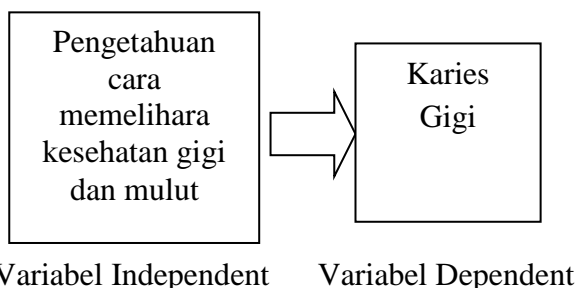 Pengetahuan
cara
memelihara
kesehatan gigi
dan mulut
Karies
Gigi
Variabel Independent
Variabel Dependent